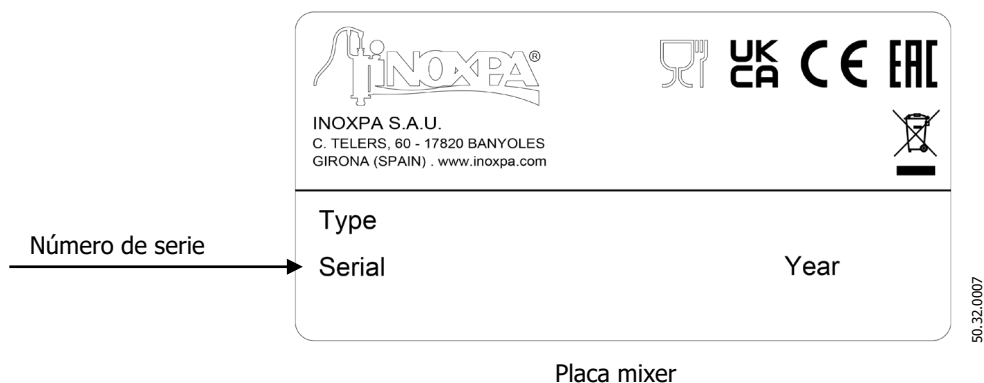 INOXPA®
UK
CA
CE
EAC
INOXPA S.A.U.
C. TELERS, 60 - 17820 BANYOLES
GIRONA (SPAIN) . www.inoxpa.com
Type
Número de serie
Serial
Year
50.32.0007
Placa mixer